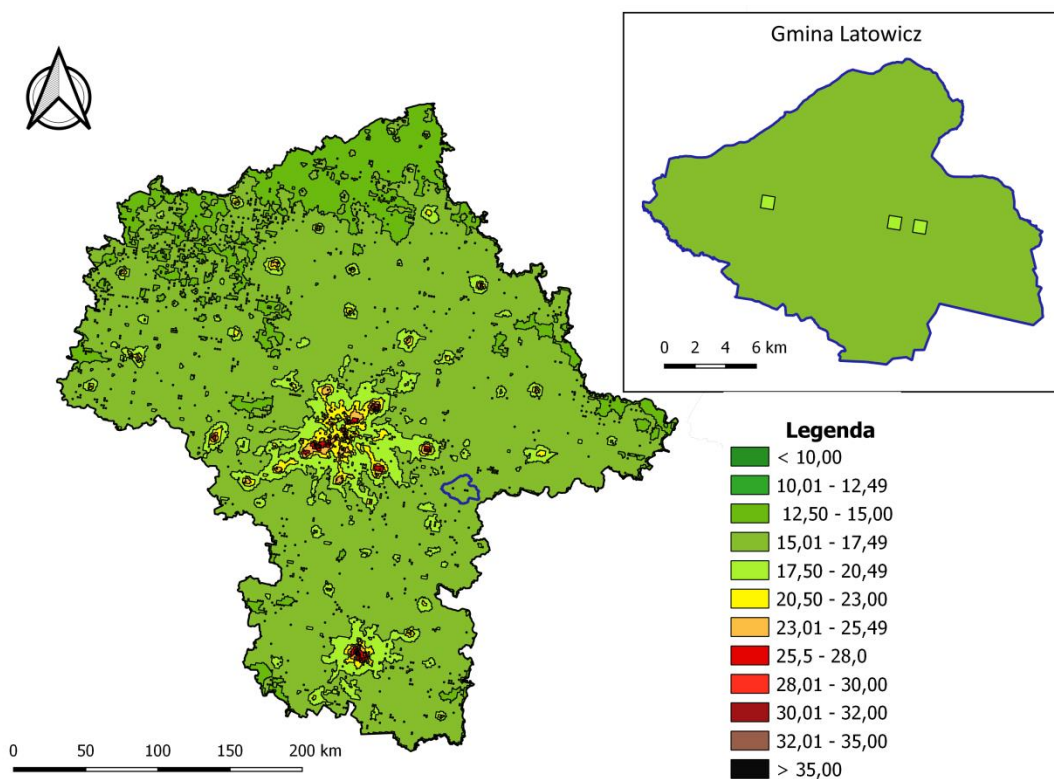 Gmina Latowicz
0 2 4 6 km
Legenda
< 10,00
10,01 - 12,49
12,50 - 15,00
15,01 - 17,49
17,50 - 20,49
20,50 - 23,00
23,01 - 25,49
25,5 - 28,0
28,01 - 30,00
30,01 - 32,00
32,01 - 35,00
> 35,00
0 50 100 150 200 km